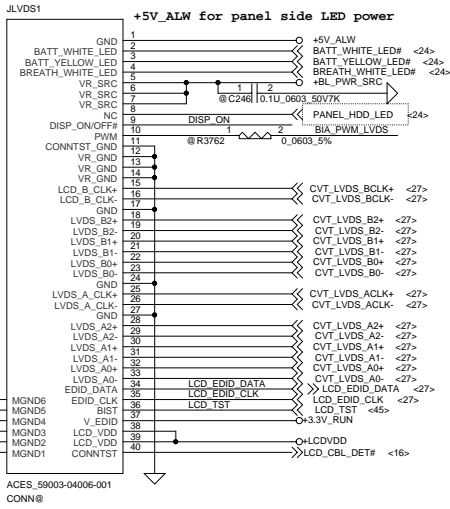 JLVDS1
+5V_ALW for panel side LED power
GND 1 +5V_ALW
BATT_WHITE_LED 2 BATT_WHITE_LED# <24>
BATT_YELLOW_LED 3 BATT_YELLOW_LED# <24>
BREATH_WHITE_LED 4 BREATH_WHITE_LED# <24>
VR_SRC 5 +BL_PWR_SRC
VR_SRC 6 1 2
VR_SRC 7 @C246 0.1U_0603_50V7K
NC 8 PANEL_HDD_LED <24>
DISP_ON/OFF# 9 DISP_ON
PWM 10 1 2 BIA_PWM_LVDS
CONNTST_GND 11 @R3762 0_0603_5%
VR_GND 12
VR_GND 13
VR_GND 14
LCD_B_CLK+ 15 CVT_LVDS_BCLK+ <27>
LCD_B_CLK- 16 CVT_LVDS_BCLK- <27>
GND 17
LVDS_B2+ 18 CVT_LVDS_B2+ <27>
LVDS_B2- 19 CVT_LVDS_B2- <27>
LVDS_B1+ 20 CVT_LVDS_B1+ <27>
LVDS_B1- 21 CVT_LVDS_B1- <27>
LVDS_B0+ 22 CVT_LVDS_B0+ <27>
LVDS_B0- 23 CVT_LVDS_B0- <27>
GND 24
LVDS_A_CLK+ 25 CVT_LVDS_ACLK+ <27>
LVDS_A_CLK- 26 CVT_LVDS_ACLK- <27>
GND 27
LVDS_A2+ 28 CVT_LVDS_A2+ <27>
LVDS_A2- 29 CVT_LVDS_A2- <27>
LVDS_A1+ 30 CVT_LVDS_A1+ <27>
LVDS_A1- 31 CVT_LVDS_A1- <27>
LVDS_A0+ 32 CVT_LVDS_A0+ <27>
LVDS_A0- 33 CVT_LVDS_A0- <27>
EDID_DATA 34 LCD_EDID_DATA LCD_EDID_DATA <27>
MGND6 EDID_CLK 35 LCD_EDID_CLK LCD_EDID_CLK <27>
MGND5 BIST 36 LCD_TST LCD_TST <45>
MGND4 V_EDID 37 +3.3V_RUN
MGND3 LCD_VDD 38
MGND2 LCD_VDD 39 +LCDVDD
MGND1 CONNTST 40 LCD_CBL_DET# <16>
ACES_59003-04006-001
CONN@